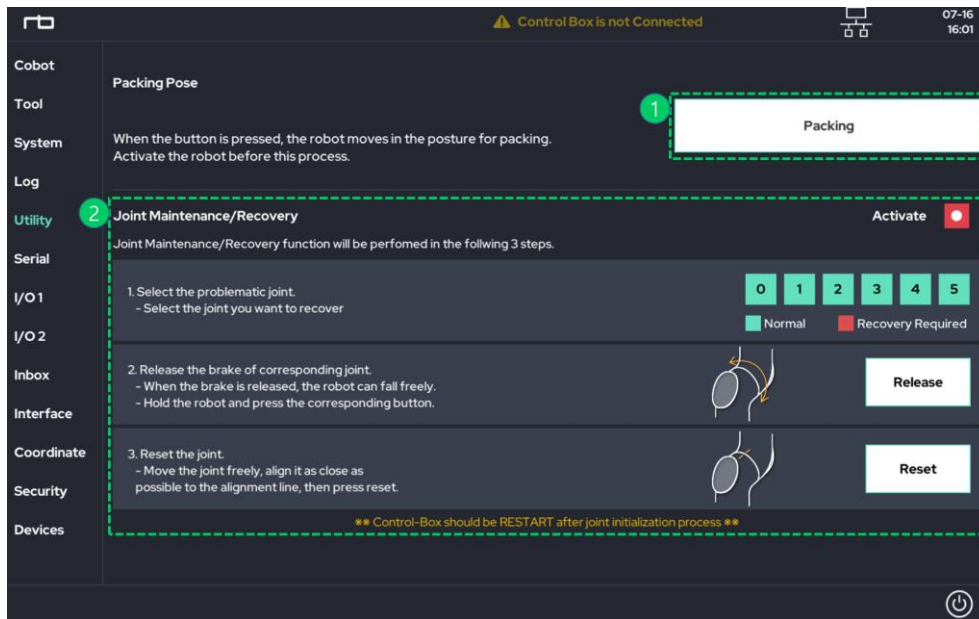 rb
Control Box is not Connected
07-16
16:01
Cobot
Tool
System
Log
Utility
Serial
I/O 1
I/O 2
Inbox
Interface
Coordinate
Security
Devices
Packing Pose
When the button is pressed, the robot moves in the posture for packing.
Activate the robot before this process.
1
Packing
2
Joint Maintenance/Recovery
Activate
Joint Maintenance/Recovery function will be perfomed in the follwing 3 steps.
1. Select the problematic joint.
- Select the joint you want to recover
0 1 2 3 4 5
Normal Recovery Required
2. Release the brake of corresponding joint.
- When the brake is released, the robot can fall freely.
- Hold the robot and press the corresponding button.
Release
3. Reset the joint.
- Move the joint freely, align it as close as
possible to the alignment line, then press reset.
Reset
** Control-Box should be RESTART after joint initialization process **